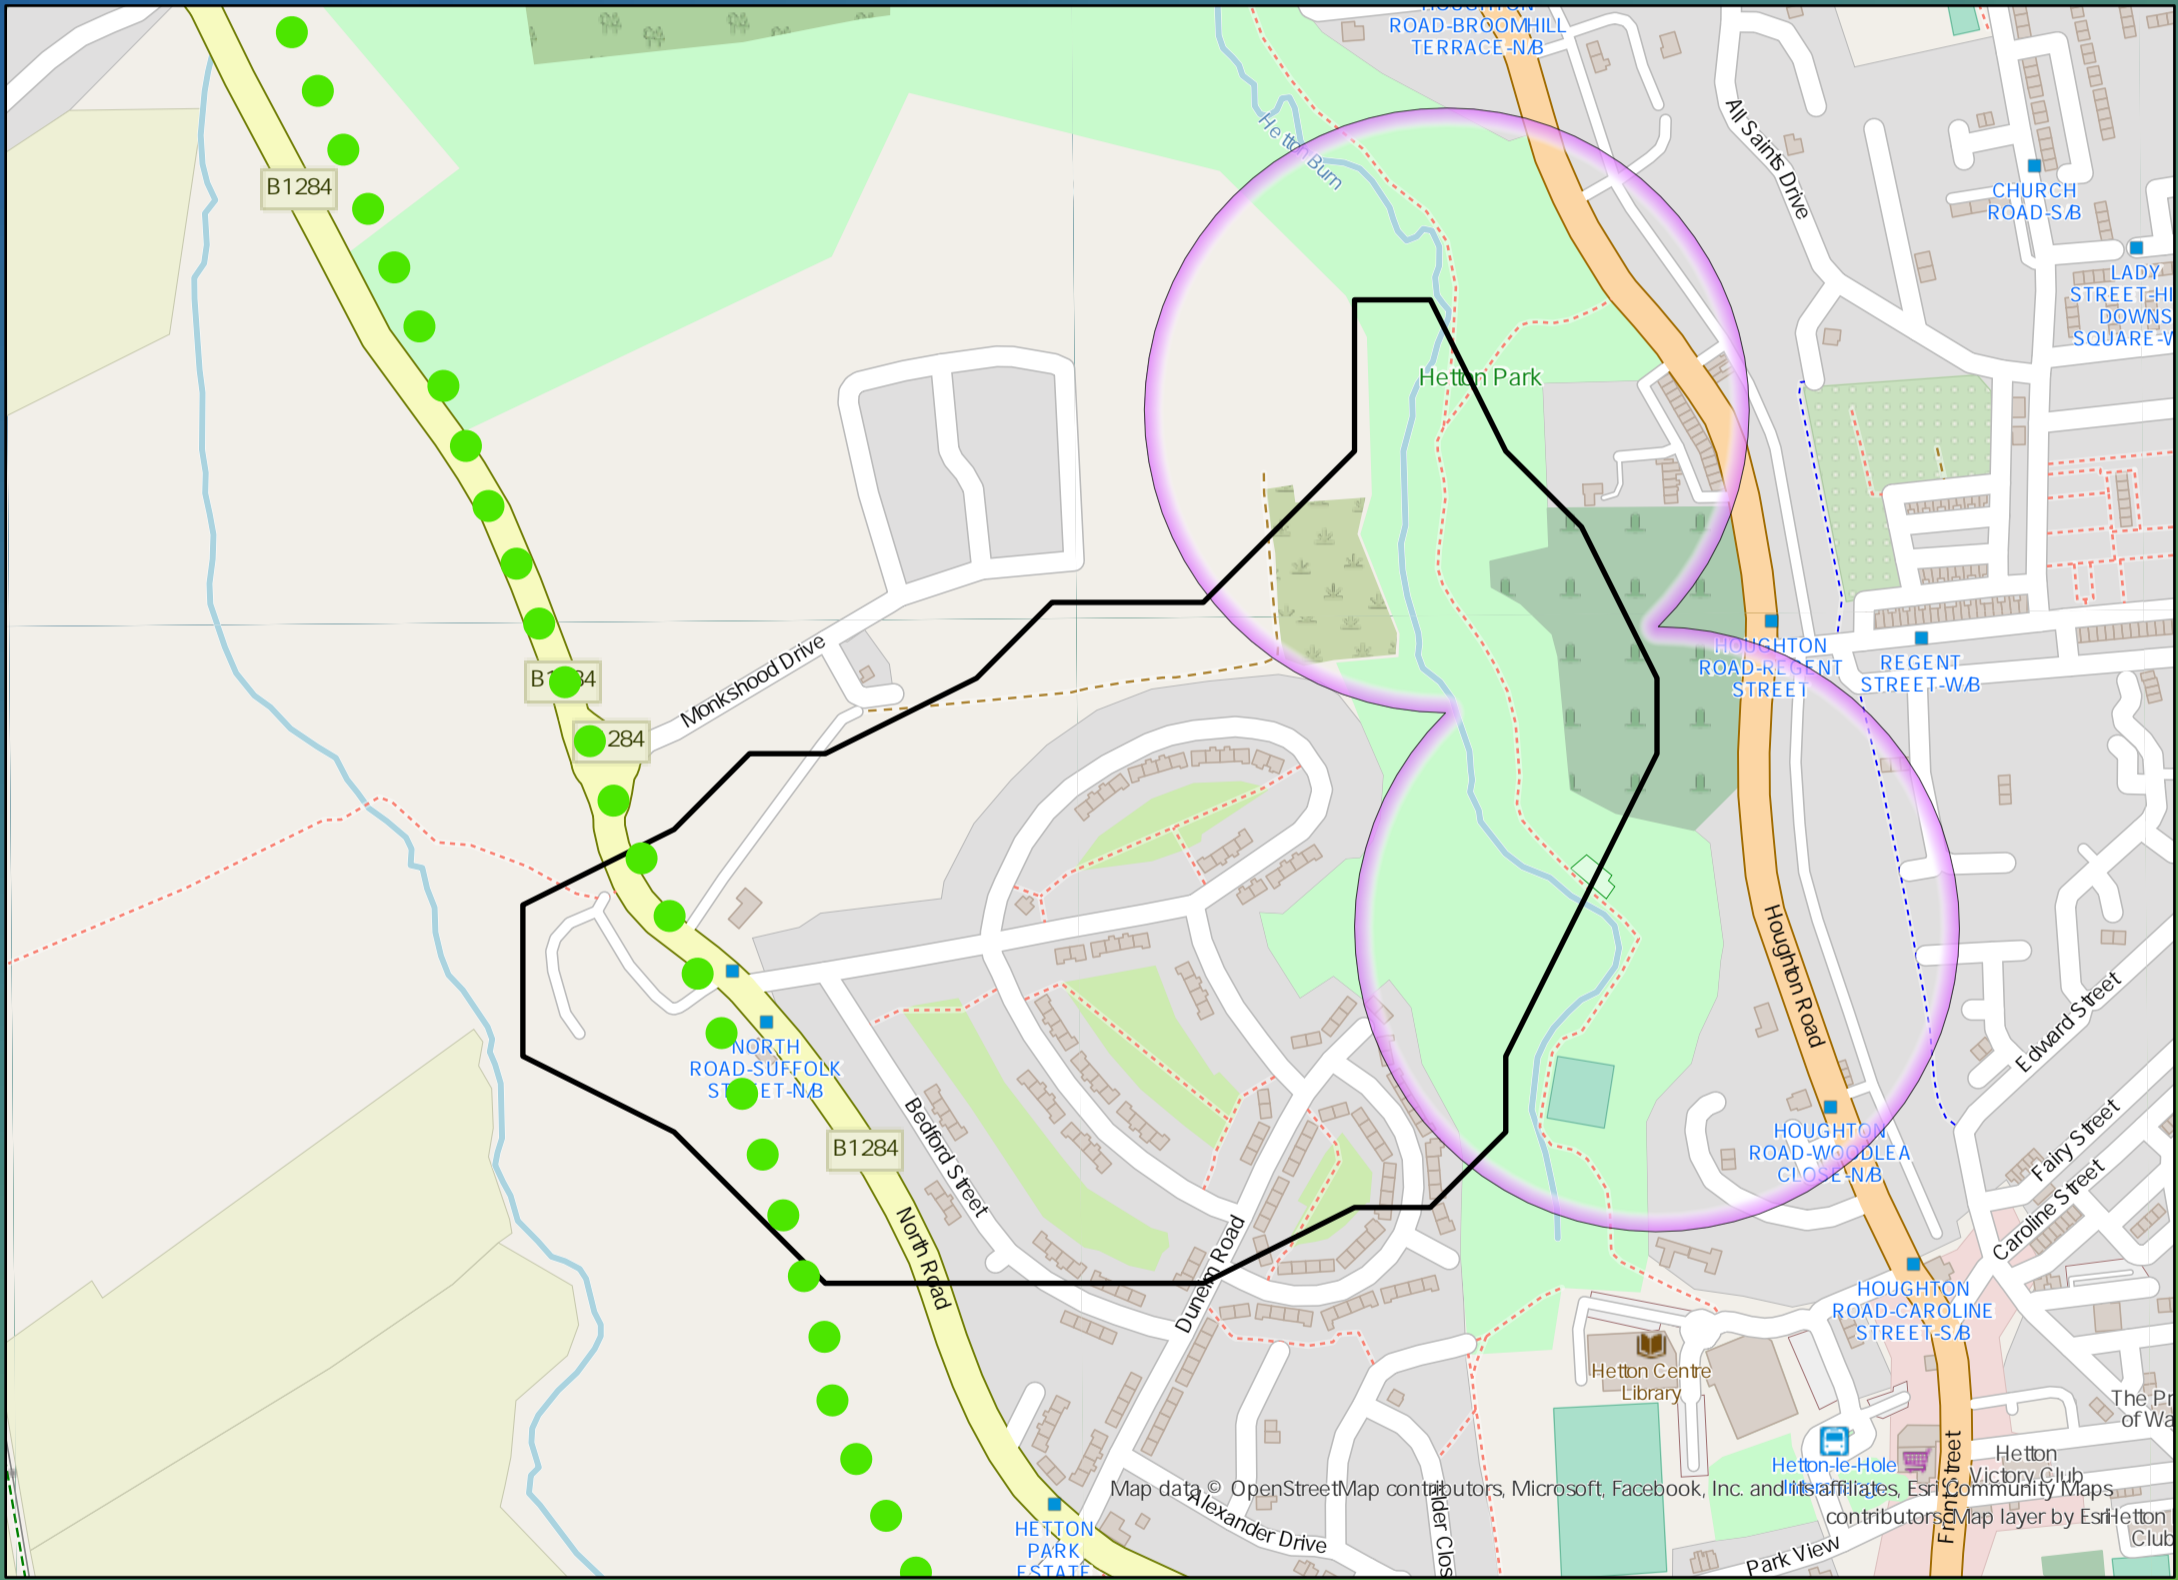 HOUGHTON
ROAD-BROOMHILL
TERRACE-N/B
All Saints Drive
Hetton Burn
CHURCH
ROAD-S/B
B1284
LADY
DOWNS
Hetton Park
B1284
284
Monkshood Drive
HOUGHTON
ROAD-REGENT
STREET
REGENT
STREET-W/B
Houghton Road
Edward Street
NORTH
ROAD-SUFFOLK
STREET-N/B
Bedford Street
B1284
North Road
Dunelm Road
HOUGHTON
ROAD-WOODLEA
CLOSE-N/B
Fairy Street
Caroline Street
HOUGHTON
ROAD-CAROLINE
STREET-S/B
Hetton Centre
Library
The Pr
of Wa
Hetton
Victory Club
Hetton-le-Hole
Interchange
Front Street
Map data © OpenStreetMap contributors, Microsoft, Facebook, Inc. and its affiliates, Esri Community Maps
contributors, Map layer by Esri
Hetton
Club
Alexander Drive
Park View
HETTON
PARK
ESTATE